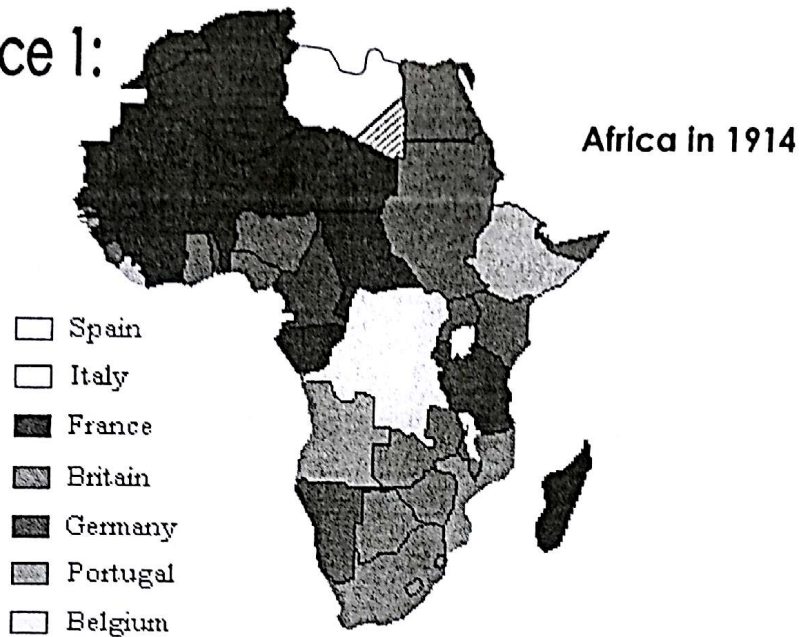 ce 1:
Africa in 1914
Spain
Italy
France
Britain
Germany
Portugal
Belgium